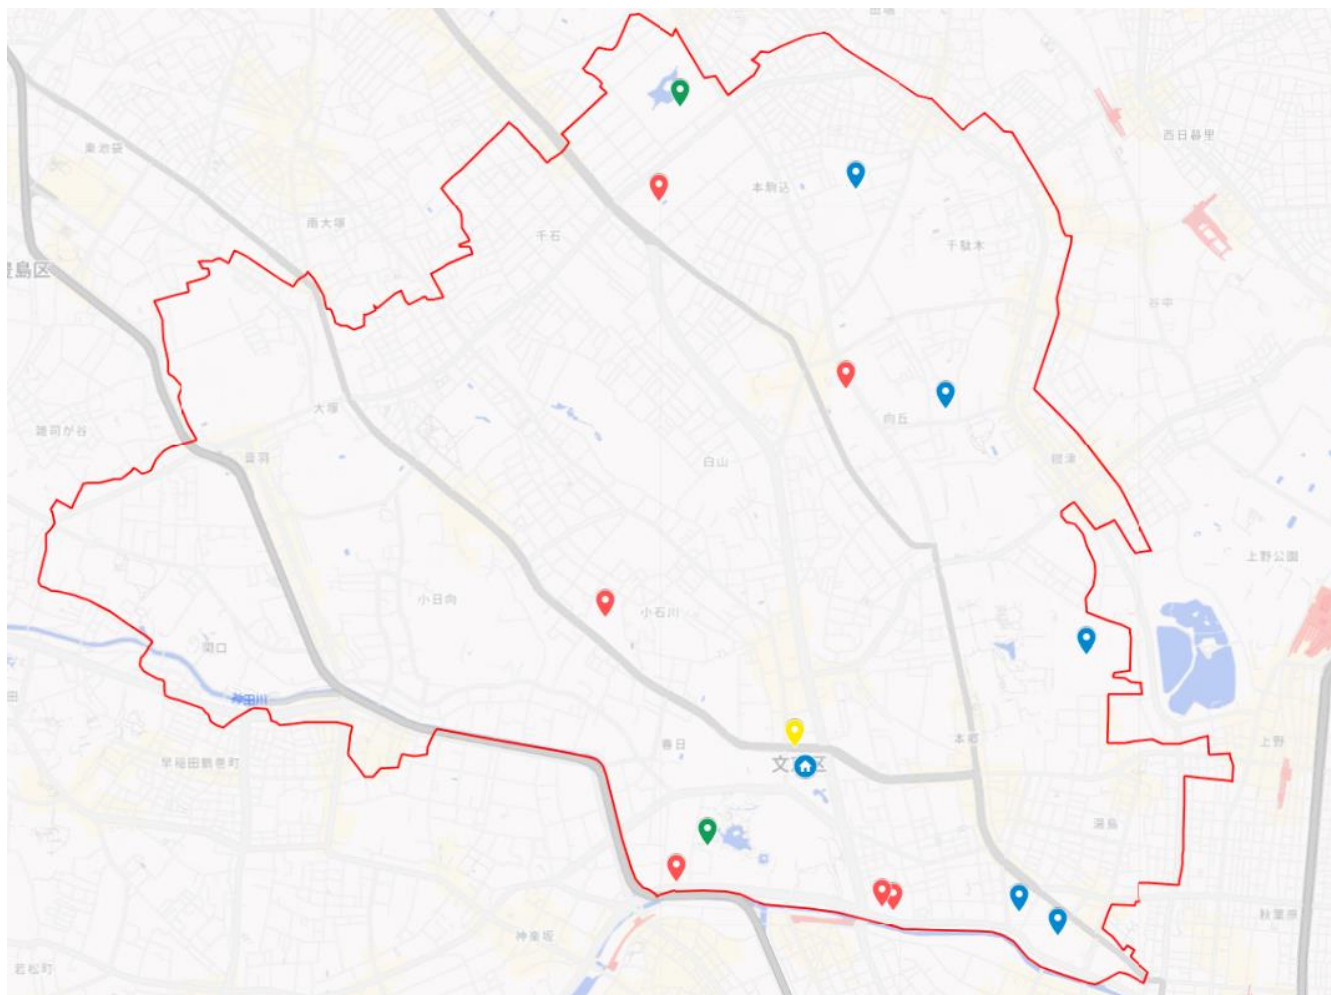 田端
西日暮里
東池袋
本駒込
南大塚
千石
千駄木
豊島区
谷中
大塚
雑司が谷
向丘
音羽
白山
根津
上野公園
小日向
小石川
関口
神田川
田
春日
本郷
上野
早稲田鶴巻町
文京区
湯島
秋葉原
神楽坂
若松町